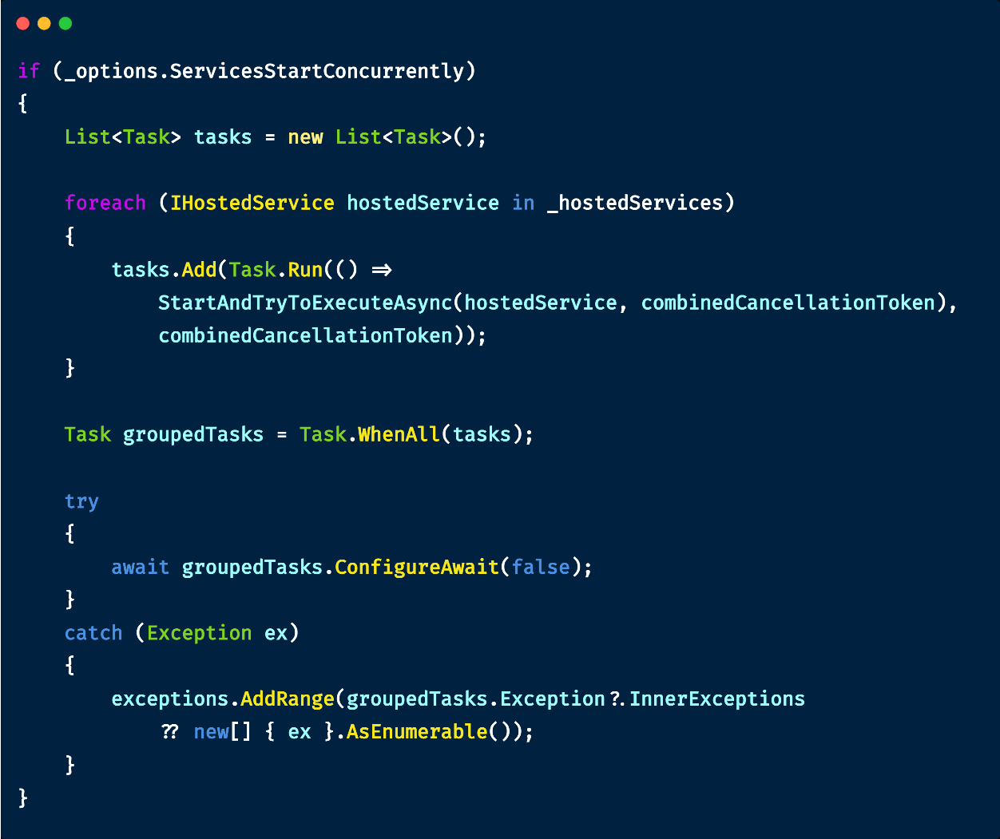 if (_options.ServicesStartConcurrently)
{
    List<Task> tasks = new List<Task>();

    foreach (IHostedService hostedService in _hostedServices)
    {
        tasks.Add(Task.Run(() =>
            StartAndTryToExecuteAsync(hostedService, combinedCancellationToken),
            combinedCancellationToken));
    }

    Task groupedTasks = Task.WhenAll(tasks);

    try
    {
        await groupedTasks.ConfigureAwait(false);
    }
    catch (Exception ex)
    {
        exceptions.AddRange(groupedTasks.Exception?.InnerExceptions
            ?? new[] { ex }.AsEnumerable());
    }
}